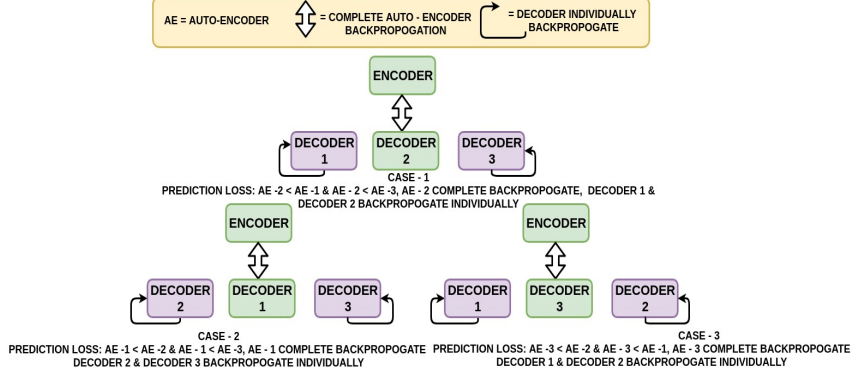 AE = AUTO-ENCODER
= COMPLETE AUTO - ENCODER
BACKPROPOGATION
= DECODER INDIVIDUALLY
BACKPROPOGATE
ENCODER
DECODER
1
DECODER
2
DECODER
3
CASE - 1
PREDICTION LOSS: AE -2 < AE -1 & AE - 2 < AE -3, AE - 2 COMPLETE BACKPROPOGATE, DECODER 1 &
DECODER 2 BACKPROPOGATE INDIVIDUALLY
ENCODER
DECODER
2
DECODER
1
DECODER
3
CASE - 2
PREDICTION LOSS: AE -1 < AE -2 & AE - 1 < AE -3, AE - 1 COMPLETE BACKPROPOGATE
DECODER 2 & DECODER 3 BACKPROPOGATE INDIVIDUALLY
ENCODER
DECODER
1
DECODER
3
DECODER
2
CASE - 3
PREDICTION LOSS: AE -3 < AE -2 & AE - 3 < AE -1, AE - 3 COMPLETE BACKPROPOGATE
DECODER 1 & DECODER 2 BACKPROPOGATE INDIVIDUALLY